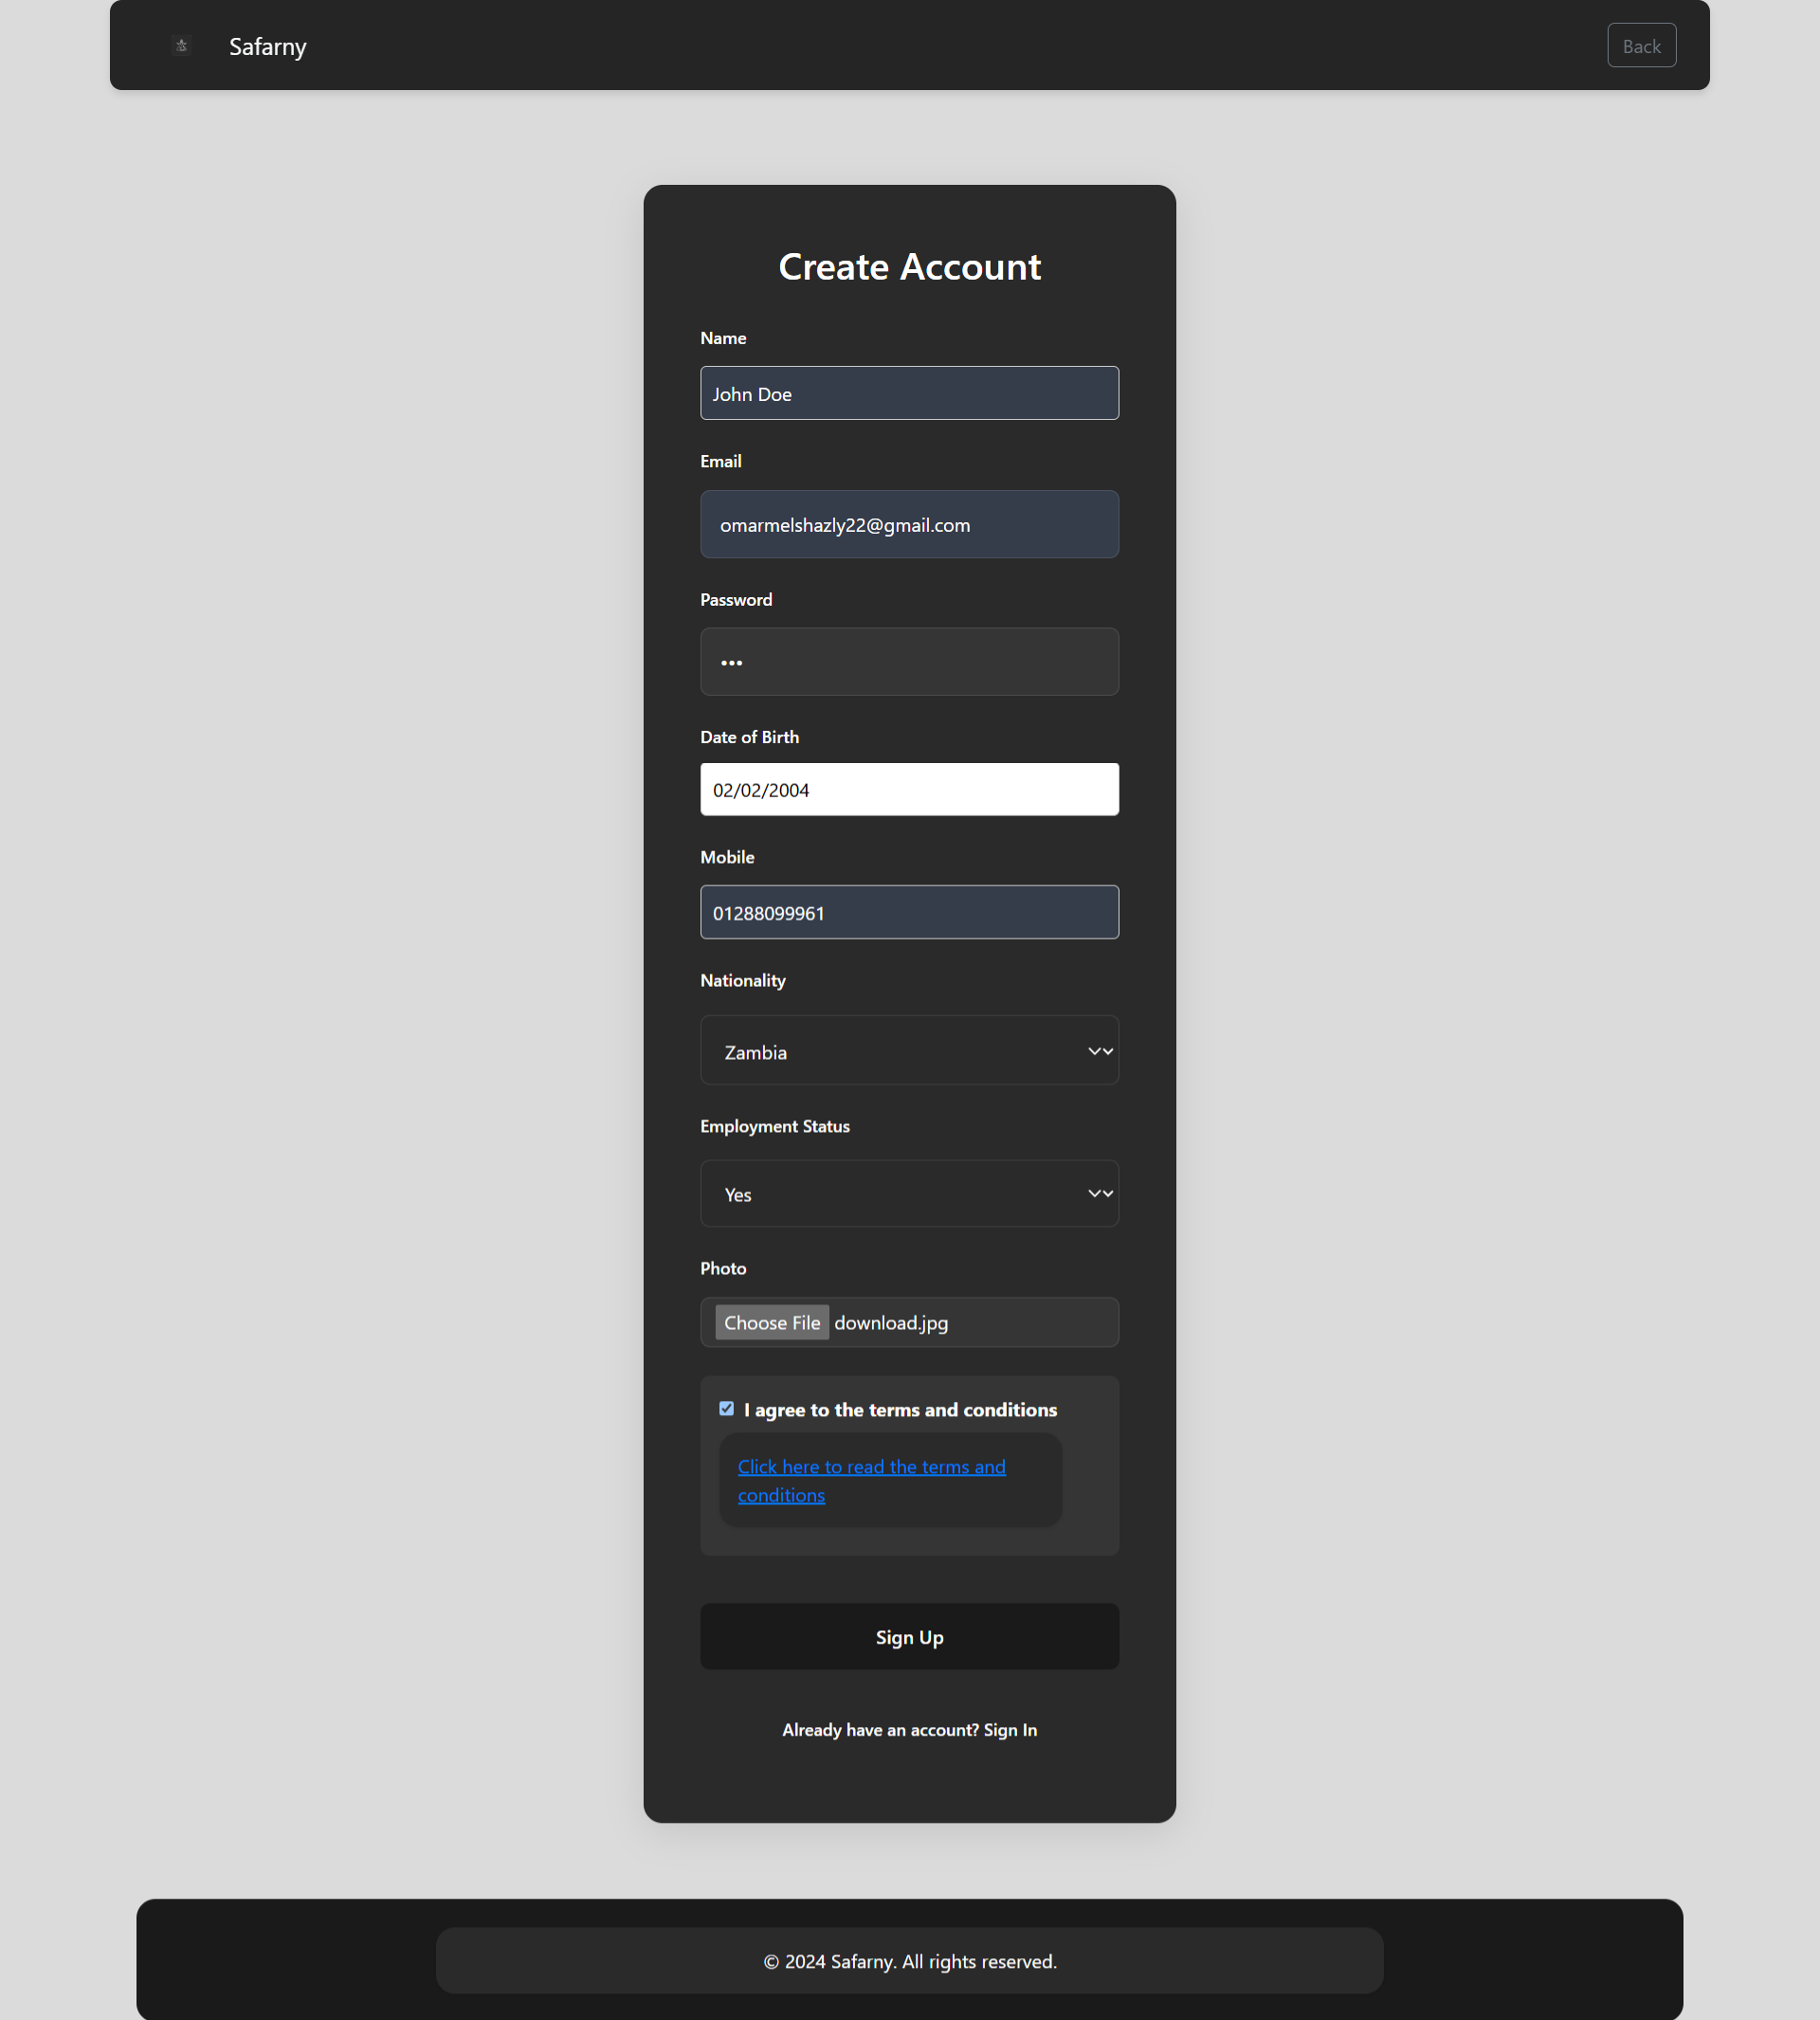 Safarny
Back
Create Account
Name
John Doe
Email
omarmelshazly22@gmail.com
Password
•••
Date of Birth
02/02/2004
Mobile
01288099961
Nationality
Zambia
Employment Status
Yes
Photo
Choose File download.jpg
I agree to the terms and conditions
Click here to read the terms and
conditions
Sign Up
Already have an account? Sign In
© 2024 Safarny. All rights reserved.